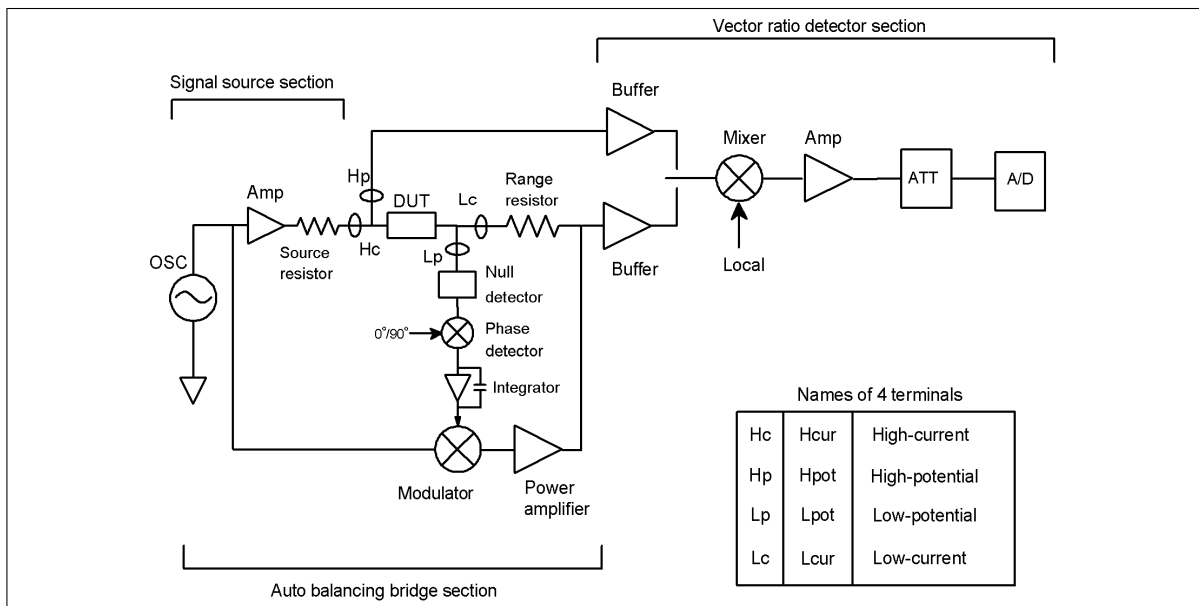 Vector ratio detector section
Signal source section
Buffer
Mixer
Amp
ATT
A/D
Local
Hp
Amp
DUT
Lc
Range
resistor
Hc
Source
resistor
Lp
Buffer
OSC
Null
detector
0°/90°
Phase
detector
Integrator
Modulator
Power
amplifier
Auto balancing bridge section
Names of 4 terminals
Hc Hcur High-current
Hp Hpot High-potential
Lp Lpot Low-potential
Lc Lcur Low-current